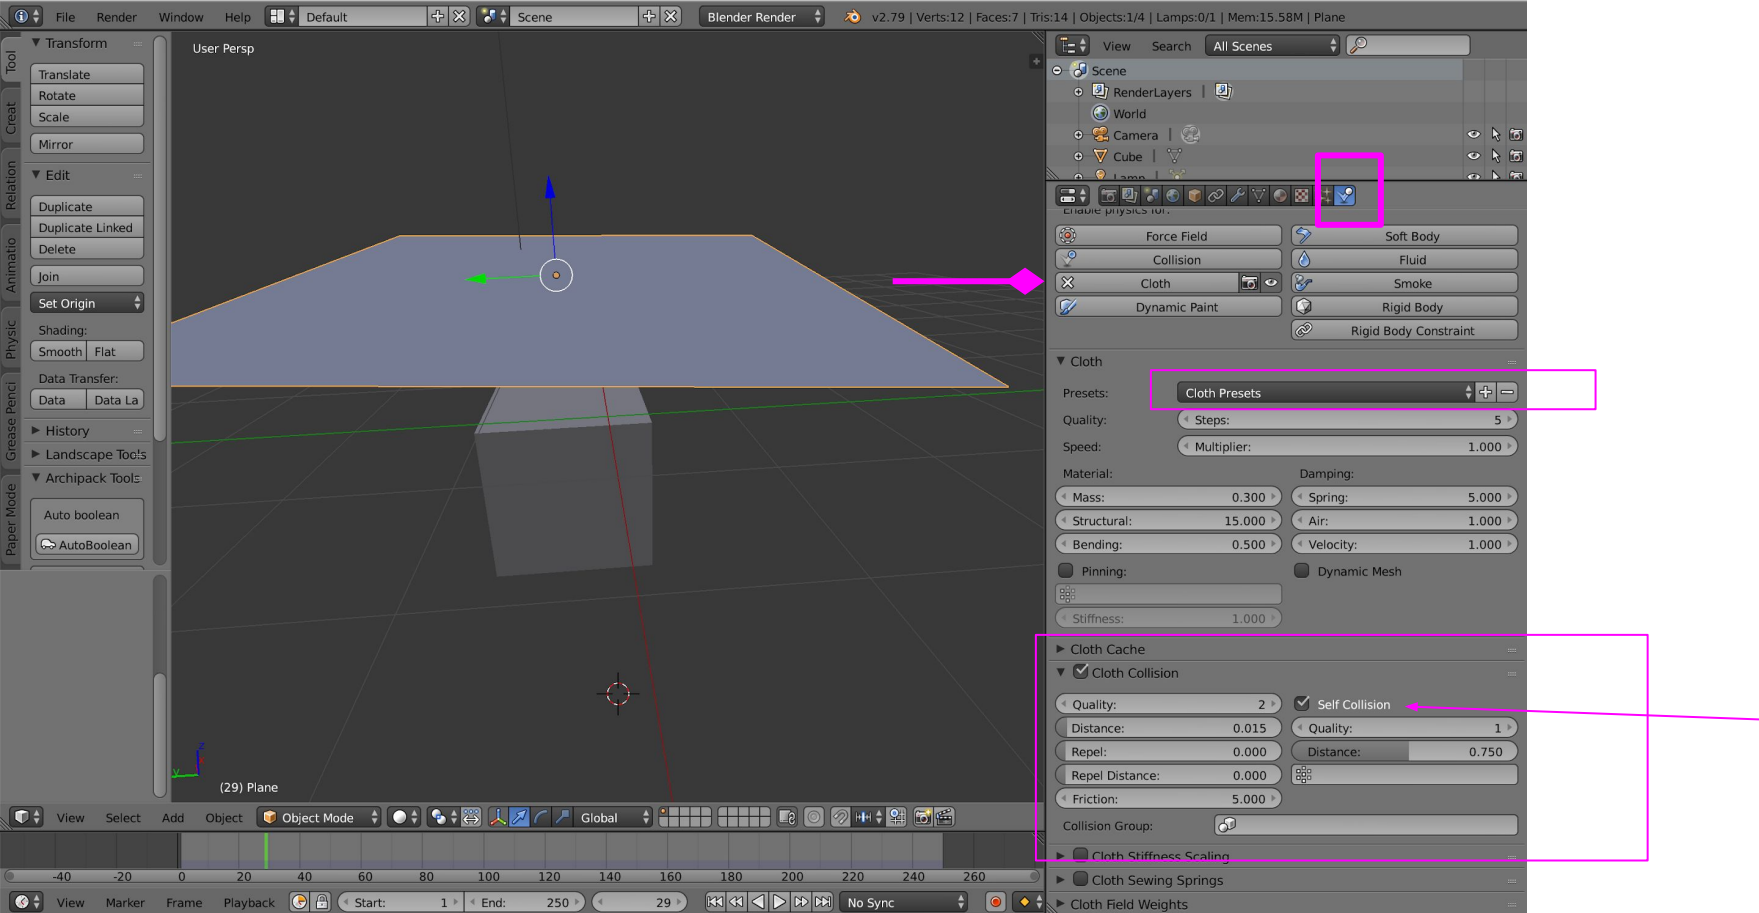 File Render Window Help Default Scene Blender Render v2.79 | Verts:12 | Faces:7 | Tris:14 | Objects:1/4 | Lamps:0/1 | Mem:15.58M | Plane
Tool
Creat
Relation
Animatio
Physic
Grease Penci
Paper Mode
Transform
Translate
Rotate
Scale
Mirror
Edit
Duplicate
Duplicate Linked
Delete
Join
Set Origin
Shading:
Smooth Flat
Data Transfer:
Data Data La
History
Landscape Tools
Archipack Tools
Auto boolean
AutoBoolean
User Persp
z
y
(29) Plane
View Select Add Object Object Mode Global
-40 -20 0 20 40 60 80 100 120 140 160 180 200 220 240 260
View Marker Frame Playback Start: 1 End: 250 29 No Sync
View Search All Scenes
Scene
RenderLayers
World
Camera
Cube
Lamp
Enable physics for:
Force Field Soft Body
Collision Fluid
Cloth Smoke
Dynamic Paint Rigid Body
Rigid Body Constraint
Cloth
Presets: Cloth Presets
Quality: Steps: 5
Speed: Multiplier: 1.000
Material: Damping:
Mass: 0.300 Spring: 5.000
Structural: 15.000 Air: 1.000
Bending: 0.500 Velocity: 1.000
Pinning: Dynamic Mesh
Stiffness: 1.000
Cloth Cache
Cloth Collision
Quality: 2 Self Collision
Distance: 0.015 Quality: 1
Repel: 0.000 Distance: 0.750
Repel Distance: 0.000
Friction: 5.000
Collision Group:
Cloth Stiffness Scaling
Cloth Sewing Springs
Cloth Field Weights